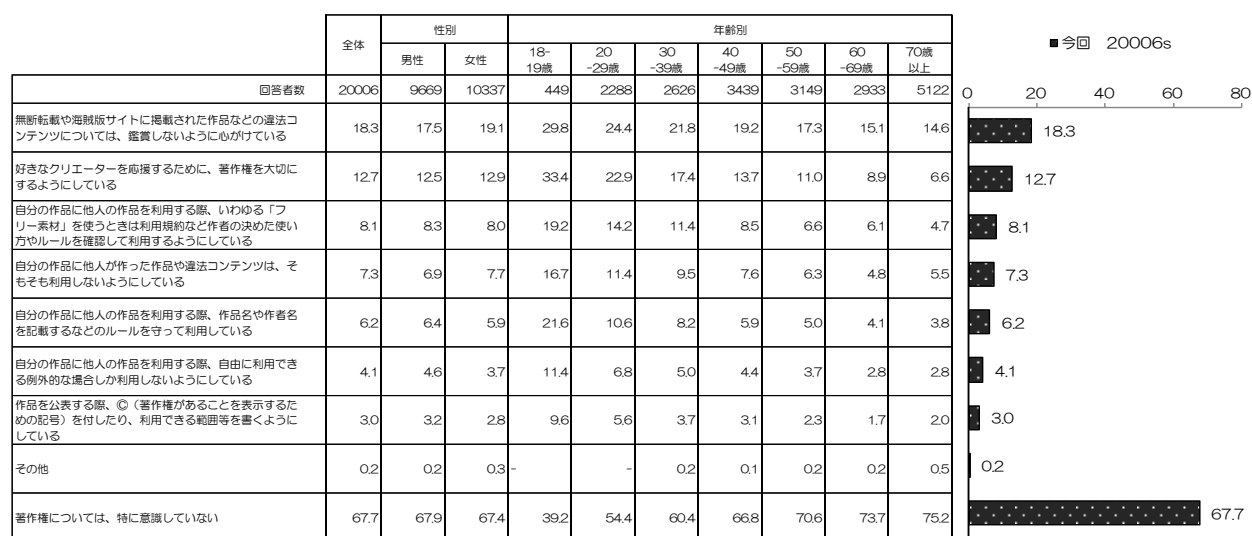 全体 性別 年齢別
男性 女性 18-19歳 20-29歳 30-39歳 40-49歳 50-59歳 60-69歳 70歳以上
■今回 20006s
回答者数 20006 9669 10337 449 2288 2626 3439 3149 2933 5122
0 20 40 60 80
無断転載や海賊版サイトに掲載された作品などの違法コ
ンテンツについては、鑑賞しないように心がけている
18.3 17.5 19.1 29.8 24.4 21.8 19.2 17.3 15.1 14.6 18.3
好きなクリエーターを応援するために、著作権を大切に
するようにしている
12.7 12.5 12.9 33.4 22.9 17.4 13.7 11.0 8.9 6.6 12.7
自分の作品に他人の作品を利用する際、いわゆる「フ
リー素材」を使うときは利用規約など作者の決めた使い
方やルールを確認して利用するようにしている
8.1 8.3 8.0 19.2 14.2 11.4 8.5 6.6 6.1 4.7 8.1
自分の作品に他人が作った作品や違法コンテンツは、そ
もそも利用しないようにしている
7.3 6.9 7.7 16.7 11.4 9.5 7.6 6.3 4.8 5.5 7.3
自分の作品に他人の作品を利用する際、作品名や作者名
を記載するなどのルールを守って利用している
6.2 6.4 5.9 21.6 10.6 8.2 5.9 5.0 4.1 3.8 6.2
自分の作品に他人の作品を利用する際、自由に利用でき
る例外的な場合しか利用しないようにしている
4.1 4.6 3.7 11.4 6.8 5.0 4.4 3.7 2.8 2.8 4.1
作品を公表する際、©（著作権があることを表示するた
めの記号）を付したり、利用できる範囲等を書くように
している
3.0 3.2 2.8 9.6 5.6 3.7 3.1 2.3 1.7 2.0 3.0
その他 0.2 0.2 0.3 - - 0.2 0.1 0.2 0.2 0.5 0.2
著作権については、特に意識していない 67.7 67.9 67.4 39.2 54.4 60.4 66.8 70.6 73.7 75.2 67.7